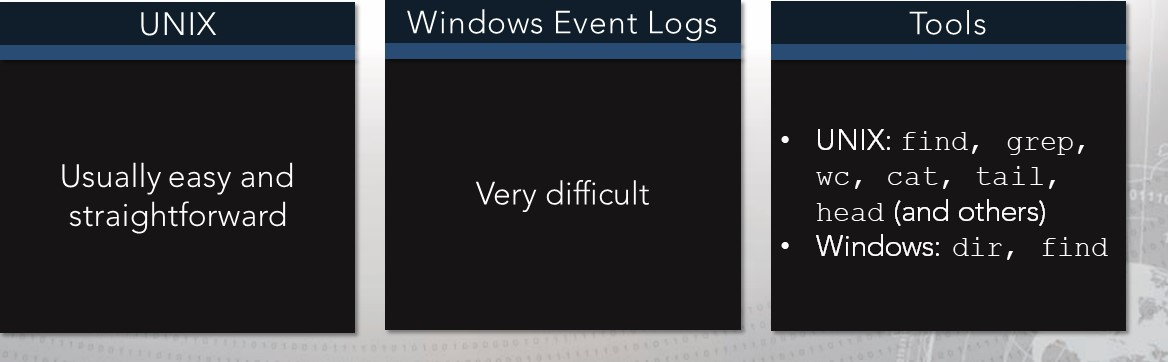 UNIX
Usually easy and
straightforward
Windows Event Logs
Very difficult
Tools
• UNIX: find, grep,
wc, cat, tail,
head (and others)
• Windows: dir, find